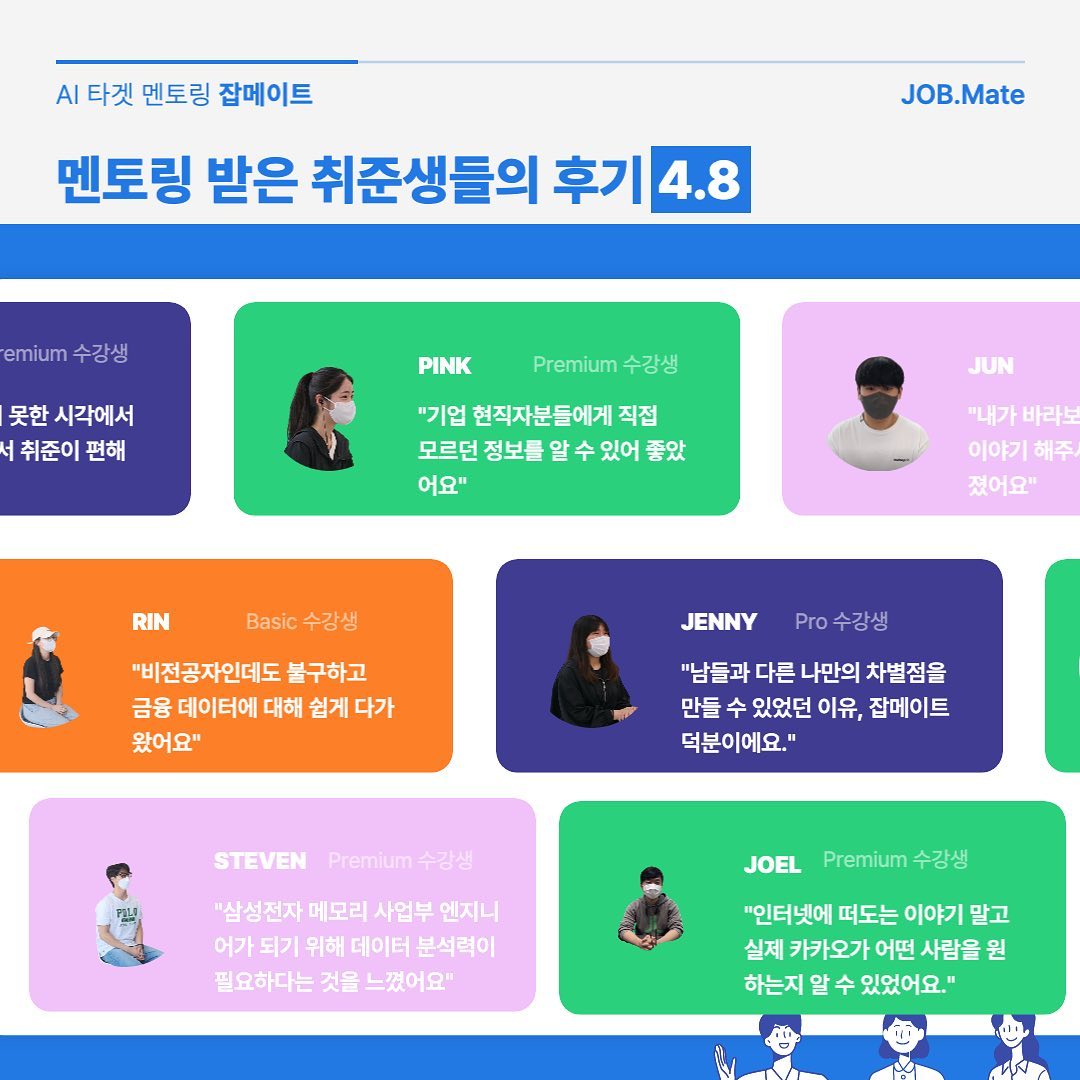 AI 타겟 멘토링 잡메이트
JOB.Mate
멘토링 받은 취준생들의 후기 4.8
수강생
못한 시각에서
취준이 편해
PINK
Premium 수강생
"기업 현직자분들에게 직접
모르던 정보를 알 수 있어 좋았
어요"
JUN
"내가
이야기
졌어요"
RIN
Basic 수강생
"비전공자인데도 불구하고
금융 데이터에 대해 쉽게 다가
왔어요"
JENNY
Pro 수강생
"남들과 다른 나만의 차별점을
만들 수 있었던 이유, 잡메이트
덕분이에요."
STEVEN
Premium 수강생
"삼성전자 메모리 사업부 엔지니
어가 되기 위해 데이터 분석력이
필요하다는 것을 느꼈어요"
POLO
JOEL
Premium 수강생
"인터넷에 떠도는 이야기 말고
실제 카카오가 어떤 사람을 원
하는지 알 수 있었어요."